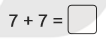 7 + 7 =